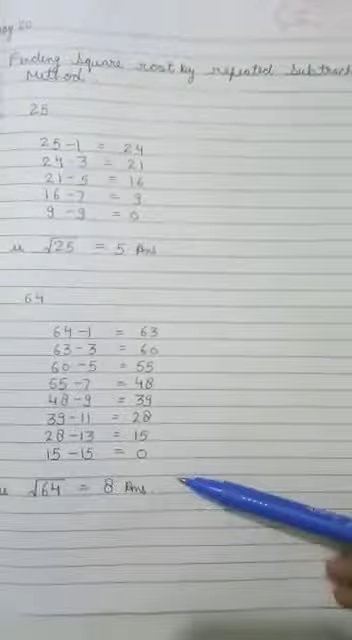 Finding Square root by repeated Subtract
Method
25
25-1 = 24
24-3 = 21
21-5 = 16
16-7 = 9
9-9 = 0
√25 = 5 Ans
64
64-1 = 63
63-3 = 60
60-5 = 55
55-7 = 48
48-9 = 39
39-11 = 28
28-13 = 15
15-15 = 0
√64 = 8 Ans.